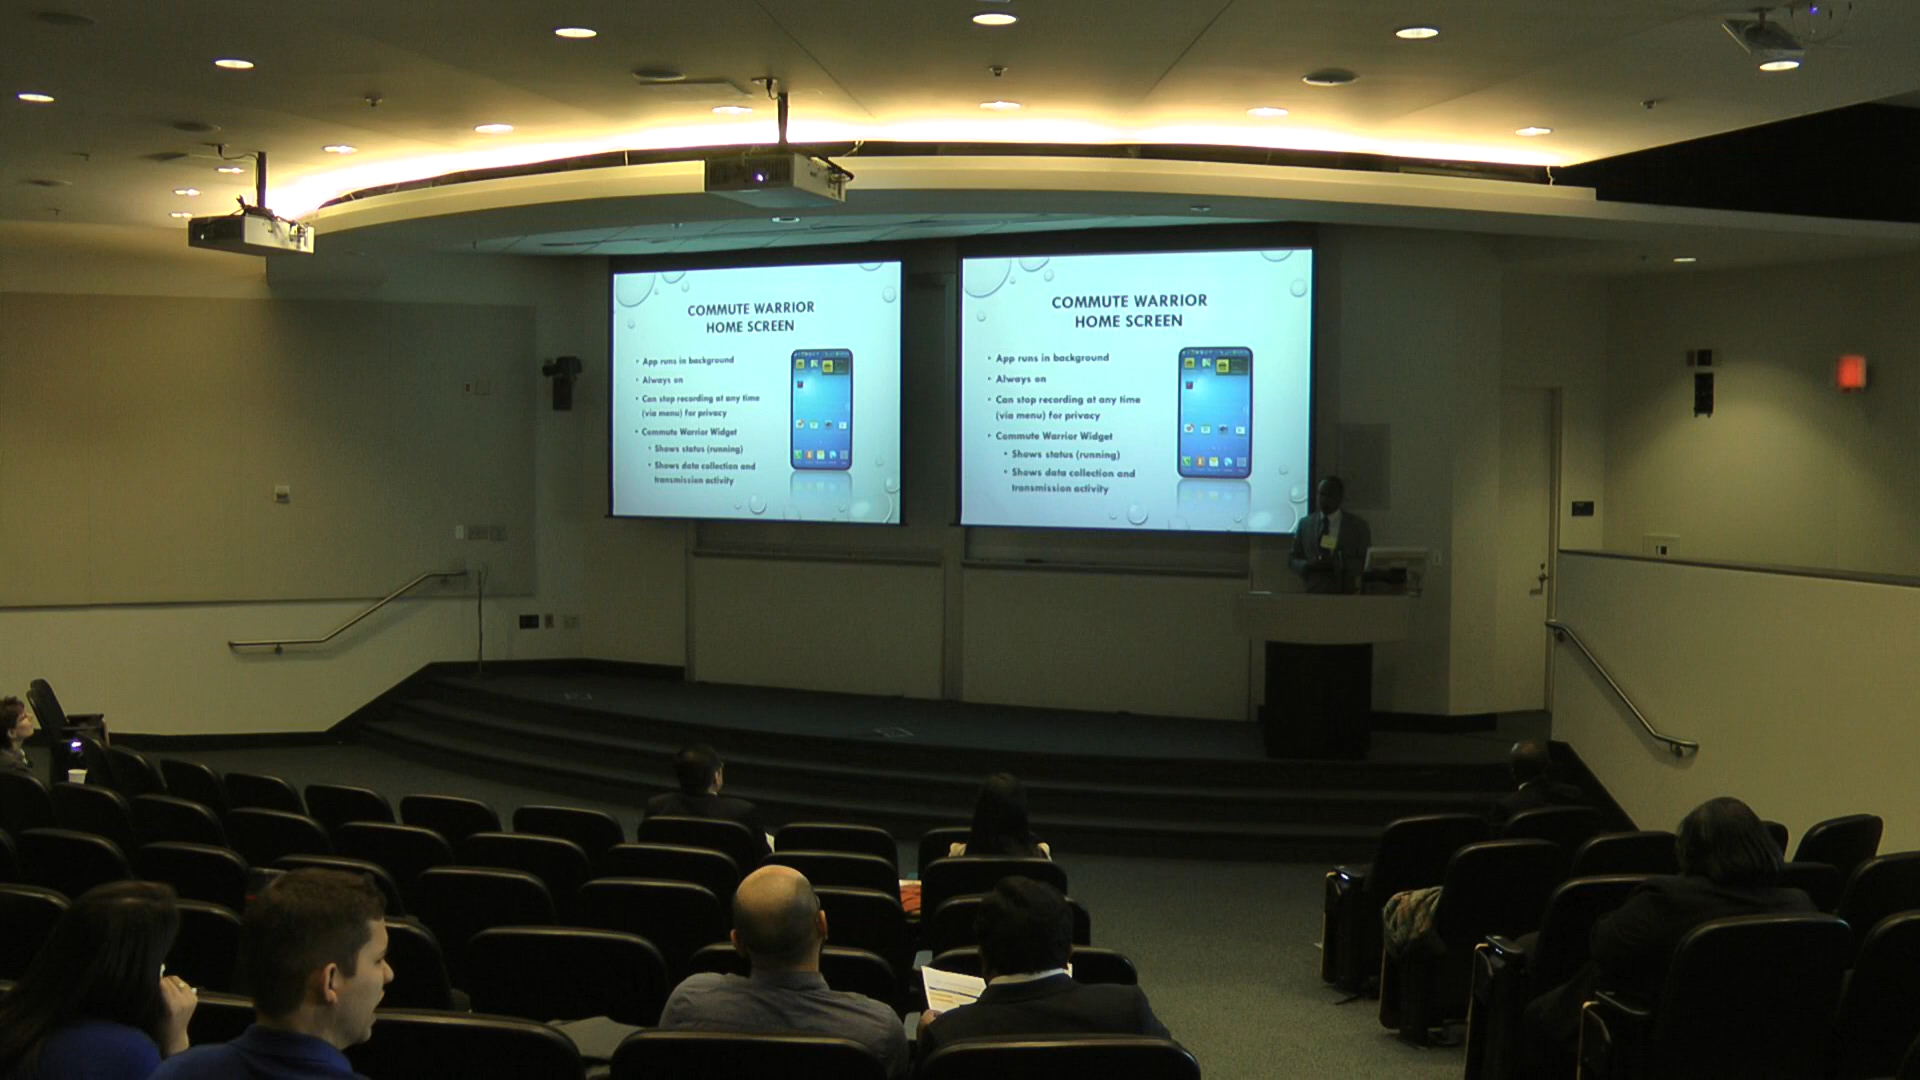 COMMUTE WARRIOR
HOME SCREEN
• App runs in background
• Always on
• Can stop recording at any time
(via menu) for privacy
• Commute Warrior Widget
• Shows status (running)
• Shows data collection and
transmission activity
COMMUTE WARRIOR
HOME SCREEN
• App runs in background
• Always on
• Can stop recording at any time
(via menu) for privacy
• Commute Warrior Widget
• Shows status (running)
• Shows data collection and
transmission activity